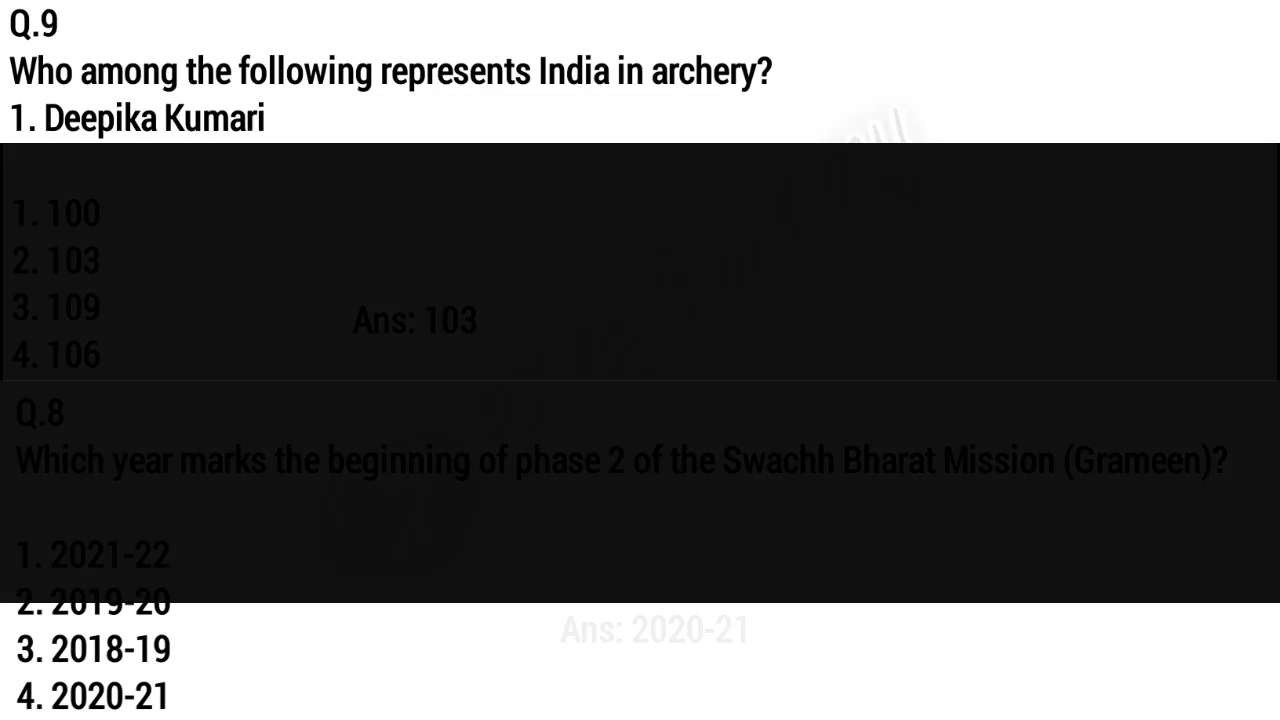 Q.9
Who among the following represents India in archery?
1. Deepika Kumari
1. 100
2. 103
3. 109
Ans: 103
4. 106
Q.8
Which year marks the beginning of phase 2 of the Swachh Bharat Mission (Grameen)?
1. 2021-22
2. 2019-20
Ans: 2020-21
3. 2018-19
4. 2020-21